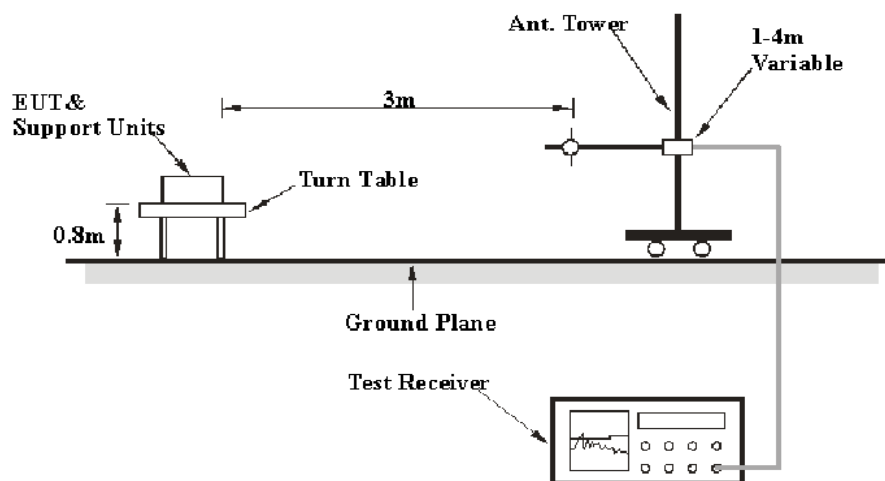 Ant. Tower
1-4m
Variable
3m
EUT &
Support Units
Turn Table
0.8m
Ground Plane
Test Receiver